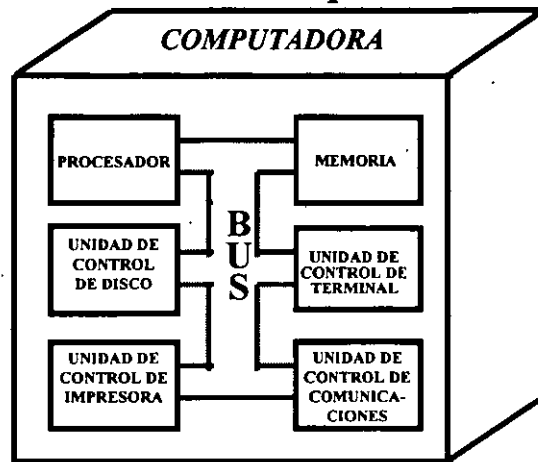 COMPUTADORA
PROCESADOR
MEMORIA
BUS
UNIDAD DE
CONTROL
DE DISCO
UNIDAD DE
CONTROL DE
TERMINAL
UNIDAD DE
CONTROL DE
IMPRESORA
UNIDAD DE
CONTROL DE
COMUNICA-
CIONES